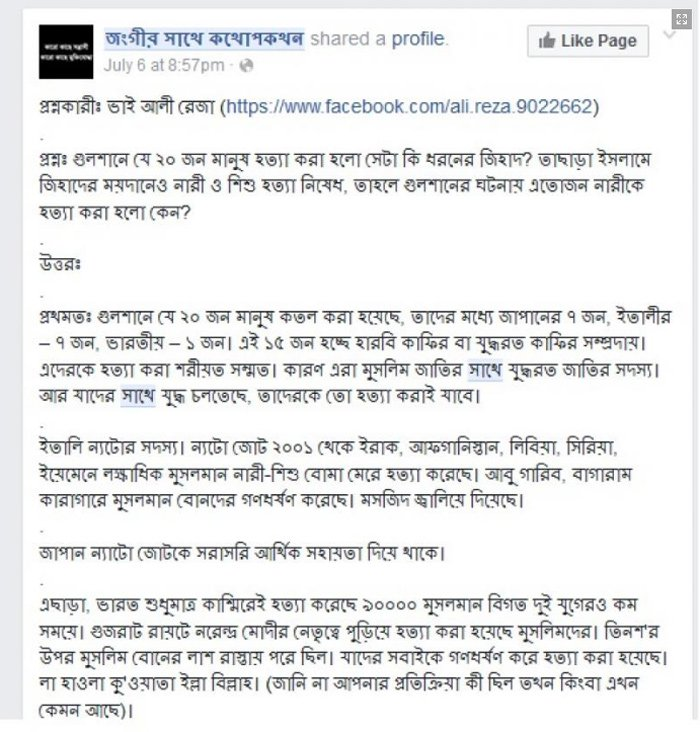 জংগীর সাথে কথোপকথন shared a profile.
Like Page
July 6 at 8:57pm ·
প্রশ্নকারীঃ ভাই আলী রেজা (https://www.facebook.com/ali.reza.9022662)
.
প্রশ্নঃ গুলশানে যে ২০ জন মানুষ হত্যা করা হলো সেটা কি ধরনের জিহাদ? তাছাড়া ইসলামে
জিহাদের ময়দানেও নারী ও শিশু হত্যা নিষেধ, তাহলে গুলশানের ঘটনায় এতোজন নারীকে
হত্যা করা হলো কেন?
.
উত্তরঃ
.
প্রথমতঃ গুলশানে যে ২০ জন মানুষ কতল করা হয়েছে, তাদের মধ্যে জাপানের ৭ জন, ইতালীর
– ৭ জন, ভারতীয় – ১ জন। এই ১৫ জন হচ্ছে হারবি কাফির বা যুদ্ধরত কাফির সম্প্রদায়।
এদেরকে হত্যা করা শরীয়ত সম্মত। কারণ এরা মুসলিম জাতির সাথে যুদ্ধরত জাতির সদস্য।
আর যাদের সাথে যুদ্ধ চলতেছে, তাদেরকে তো হত্যা করাই যাবে।
.
ইতালি ন্যাটোর সদস্য। ন্যাটো জোট ২০০১ থেকে ইরাক, আফগানিস্তান, লিবিয়া, সিরিয়া,
ইয়েমেনে লক্ষাধিক মুসলমান নারী-শিশু বোমা মেরে হত্যা করেছে। আবু গারিব, বাগারাম
কারাগারে মুসলমান বোনদের গণধর্ষণ করেছে। মসজিদ জ্বালিয়ে দিয়েছে।
.
জাপান ন্যাটো জোটকে সরাসরি আর্থিক সহায়তা দিয়ে থাকে।
.
এছাড়া, ভারত শুধুমাত্র কাশ্মিরেই হত্যা করেছে ৯০০০০ মুসলমান বিগত দুই যুগেরও কম
সময়ে। গুজরাট রায়টে নরেন্দ্র মোদীর নেতৃত্বে পুড়িয়ে হত্যা করা হয়েছে মুসলিমদের। তিনশ'র
উপর মুসলিম বোনের লাশ রাস্তায় পরে ছিল। যাদের সবাইকে গণধর্ষণ করে হত্যা করা হয়েছে।
লা হাওলা কু'ওয়াতা ইল্লা বিল্লাহ। (জানি না আপনার প্রতিক্রিয়া কী ছিল তখন কিংবা এখন
কেমন আছে)।